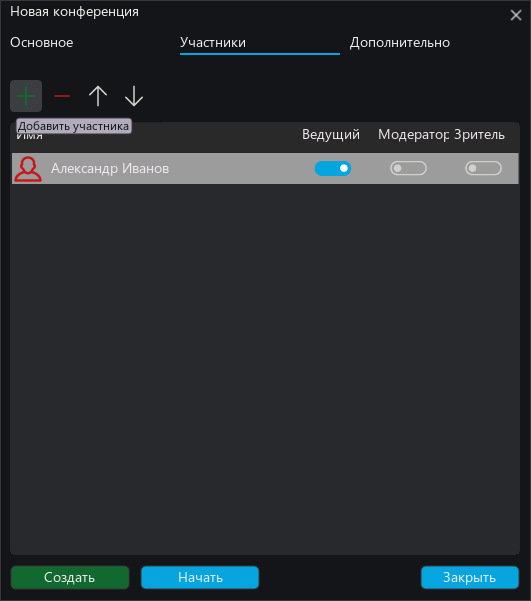 Новая конференция
Основное Участники Дополнительно
Добавить участника
Имя Ведущий Модератор Зритель
Александр Иванов
Создать Начать Закрыть